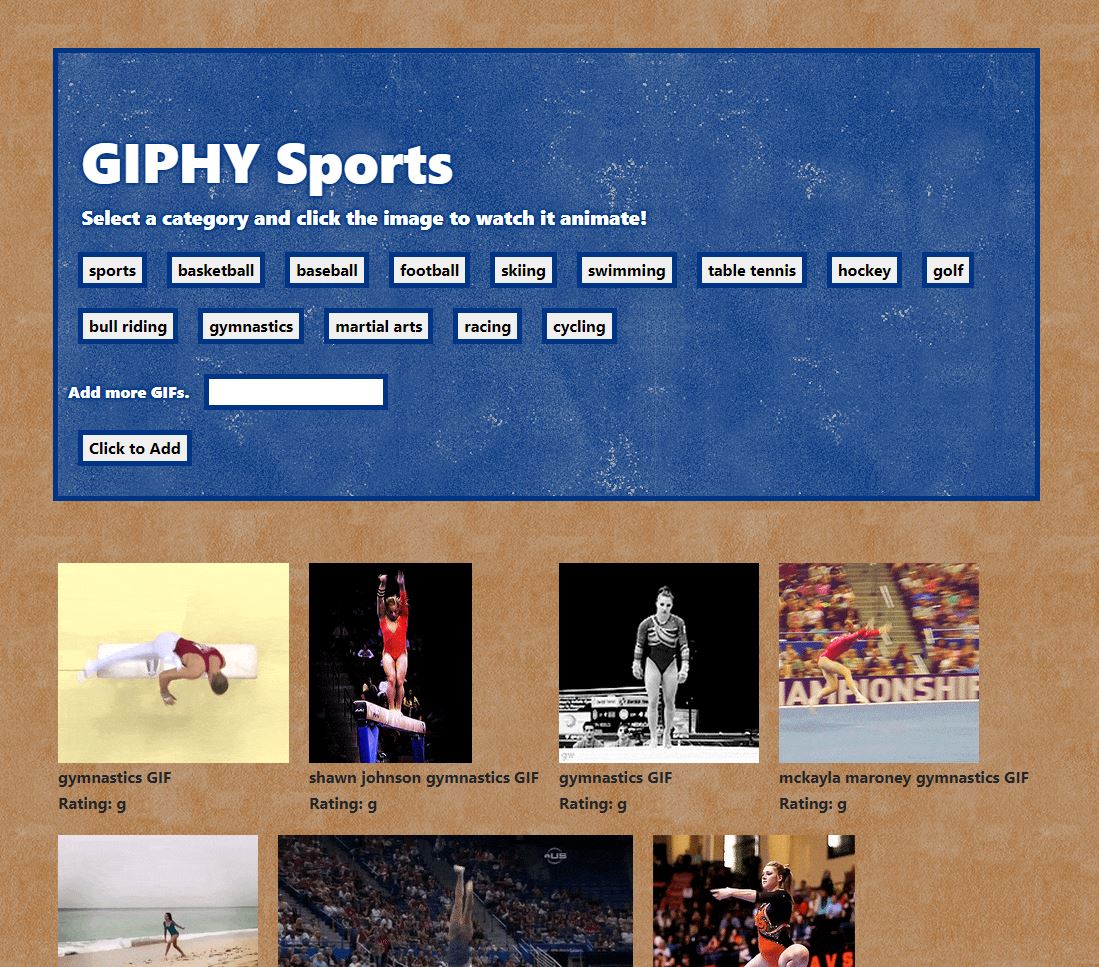 GIPHY Sports
Select a category and click the image to watch it animate!
sports basketball baseball football skiing swimming table tennis hockey golf
bull riding gymnastics martial arts racing cycling
Add more GIFs.
Click to Add
gymnastics GIF shawn johnson gymnastics GIF gymnastics GIF mckayla maroney gymnastics GIF
Rating: g Rating: g Rating: g Rating: g